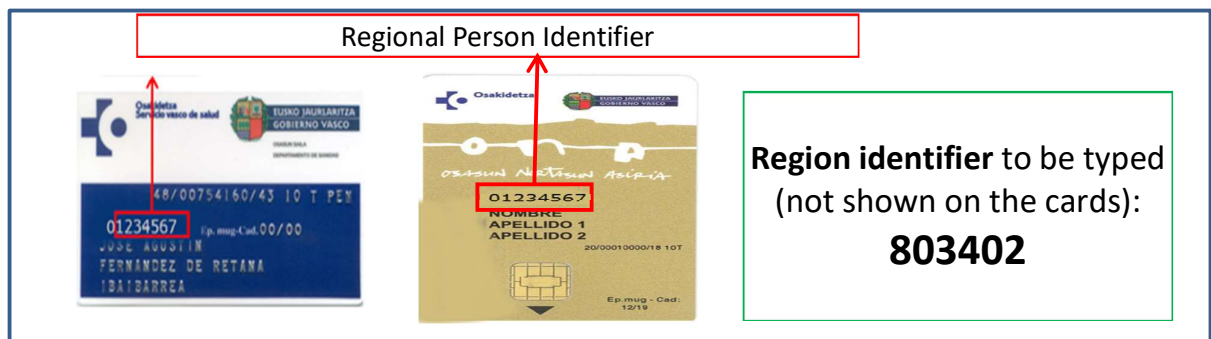 Regional Person Identifier
Osakidetza
Servicio vasco de salud
EUSKO JAURLARITZA
GOBIERNO VASCO
OSASUN SAILA
DEPARTAMENTO DE SANIDAD
48/00754160/43 10 T PEN
01234567 Ep. mug-Cad. 00/00
JOSE AGUSTIN
FERNANDEZ DE RETANA
IBAIBARREA
Osakidetza
EUSKO JAURLARITZA
GOBIERNO VASCO
01234567
NOMBRE
APELLIDO 1
APELLIDO 2
20/00010000/18 10T
Ep.mug - Cad:
12/19
Region identifier to be typed
(not shown on the cards):
803402